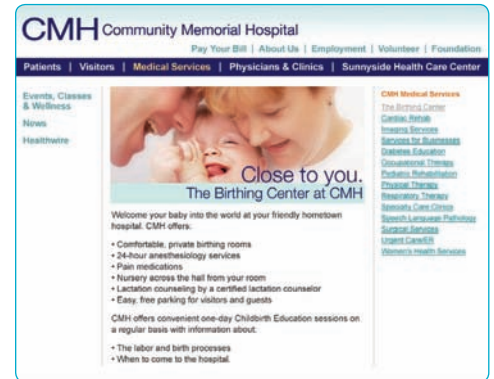 CMH Community Memorial Hospital
Pay Your Bill | About Us | Employment | Volunteer | Foundation
Patients | Visitors | Medical Services | Physicians & Clinics | Sunnyside Health Care Center
Events, Classes
& Wellness
News
Healthwire
Close to you.
The Birthing Center at CMH
Welcome your baby into the world at your friendly hometown
hospital. CMH offers:
• Comfortable, private birthing rooms
• 24-hour anesthesiology services
• Pain medications
• Nursery across the hall from your room
• Lactation counseling by a certified lactation counselor
• Easy, free parking for visitors and guests
CMH offers convenient one-day Childbirth Education sessions on
a regular basis with information about:
• The labor and birth processes
• When to come to the hospital.
CMH Medical Services
The Birthing Center
Cardiac Rehab
Imaging Services
Services for Businesses
Diabetes Education
Occupational Therapy
Pediatric Rehabilitation
Physical Therapy
Respiratory Therapy
Specialty Care Clinics
Speech Language Pathology
Surgical Services
Urgent Care/ER
Women's Health Services